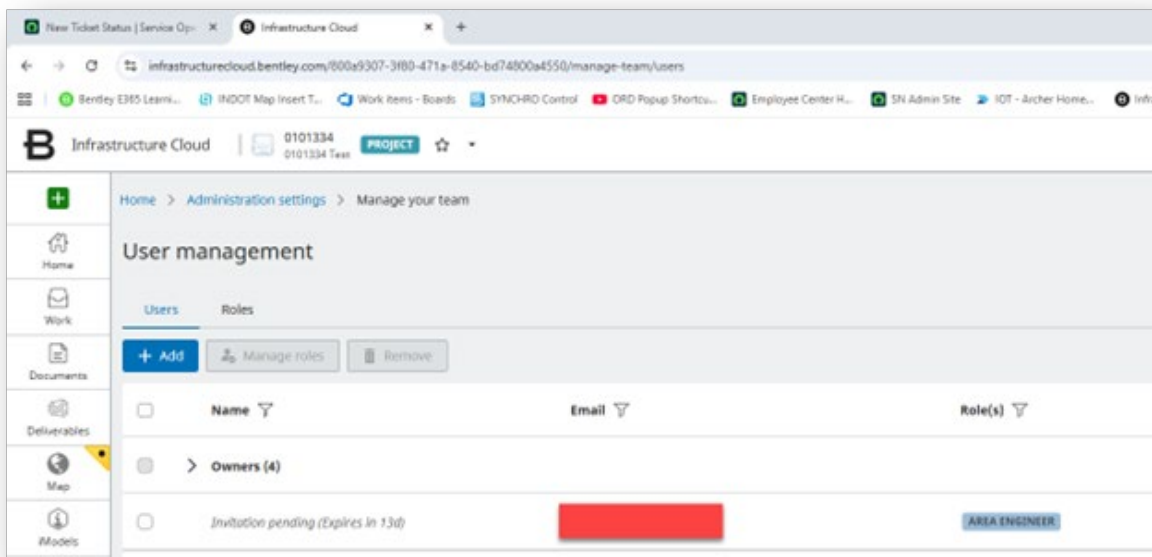 New Ticket Status | Service Op-
Infrastructure Cloud
infrastructurecloud.bentley.com/800a9307-3f80-471a-8540-bd74800a4550/manage-team/users
Bentley E365 Learni... INDOT Map Insert T... Work items - Boards SYNCHRO Control ORD Popup Shortcu... Employee Center H... SN Admin Site IOT - Archer Home...
Infrastructure Cloud
0101334
0101334 Test
PROJECT
Home > Administration settings > Manage your team
Home
User management
Work
Users Roles
+ Add Manage roles Remove
Documents
Name Email Role(s)
Deliverables
Owners (4)
Map
Invitation pending (Expires in 13d) AREA ENGINEER
iModels